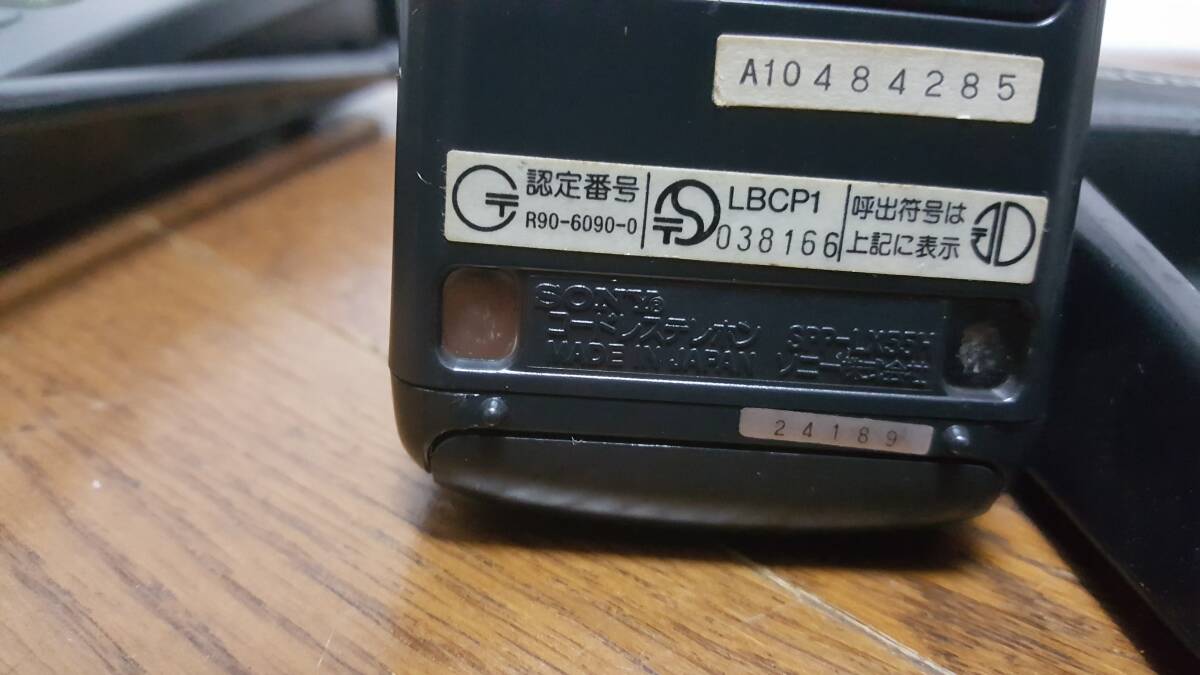 A10484285
認定番号
R90-6090-0
LBCP1
038166
呼出符号は
上記に表示
SONY®
コードレステレホン SPP-LX55H
MADE IN JAPAN ソニー株式会社
24189